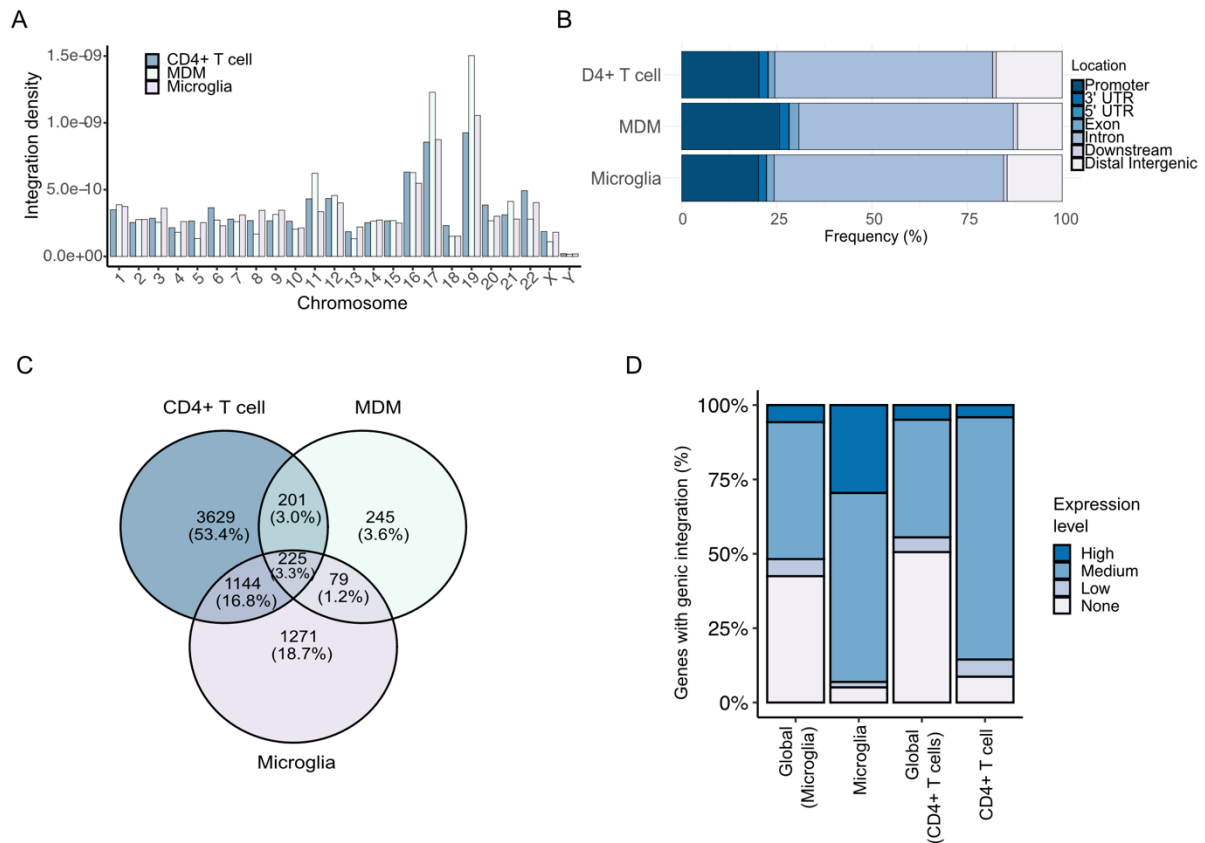 A
1.5e-09
1.0e-09
5.0e-10
0.0e+00
Integration density
CD4+ T cell
MDM
Microglia
1 2 3 4 5 6 7 8 9 10 11 12 13 14 15 16 17 18 19 20 21 22 X Y
Chromosome
B
D4+ T cell
MDM
Microglia
0 25 50 75 100
Frequency (%)
Location
Promoter
3' UTR
5' UTR
Exon
Intron
Downstream
Distal Intergenic
C
CD4+ T cell
MDM
3629
(53.4%)
201
(3.0%)
245
(3.6%)
225
(3.3%)
1144
(16.8%)
79
(1.2%)
1271
(18.7%)
Microglia
D
100%
75%
50%
25%
0%
Genes with genic integration (%)
Global
(Microglia)
Microglia
Global
(CD4+ T cells)
CD4+ T cell
Expression
level
High
Medium
Low
None